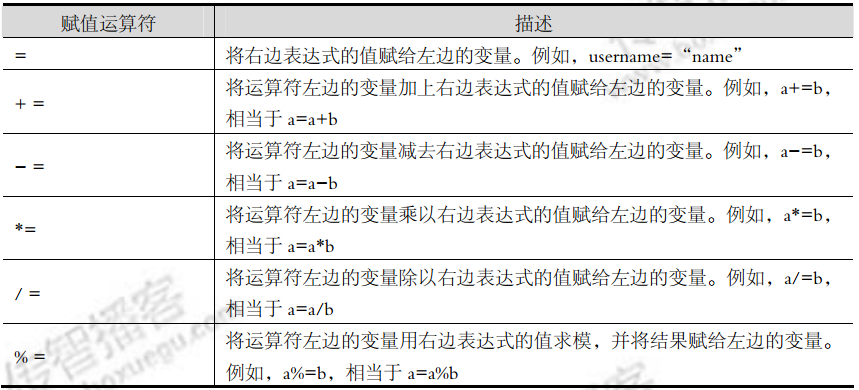 赋值运算符 描述
= 将右边表达式的值赋给左边的变量。例如，username=“name”
+ = 将运算符左边的变量加上右边表达式的值赋给左边的变量。例如，a+=b，
相当于 a=a+b
− = 将运算符左边的变量减去右边表达式的值赋给左边的变量。例如，a−=b，
相当于 a=a−b
*= 将运算符左边的变量乘以右边表达式的值赋给左边的变量。例如，a*=b，
相当于 a=a*b
/ = 将运算符左边的变量除以右边表达式的值赋给左边的变量。例如，a/=b，
相当于 a=a/b
% = 将运算符左边的变量用右边表达式的值求模，并将结果赋给左边的变量。
例如，a%=b，相当于 a=a%b
传智播客